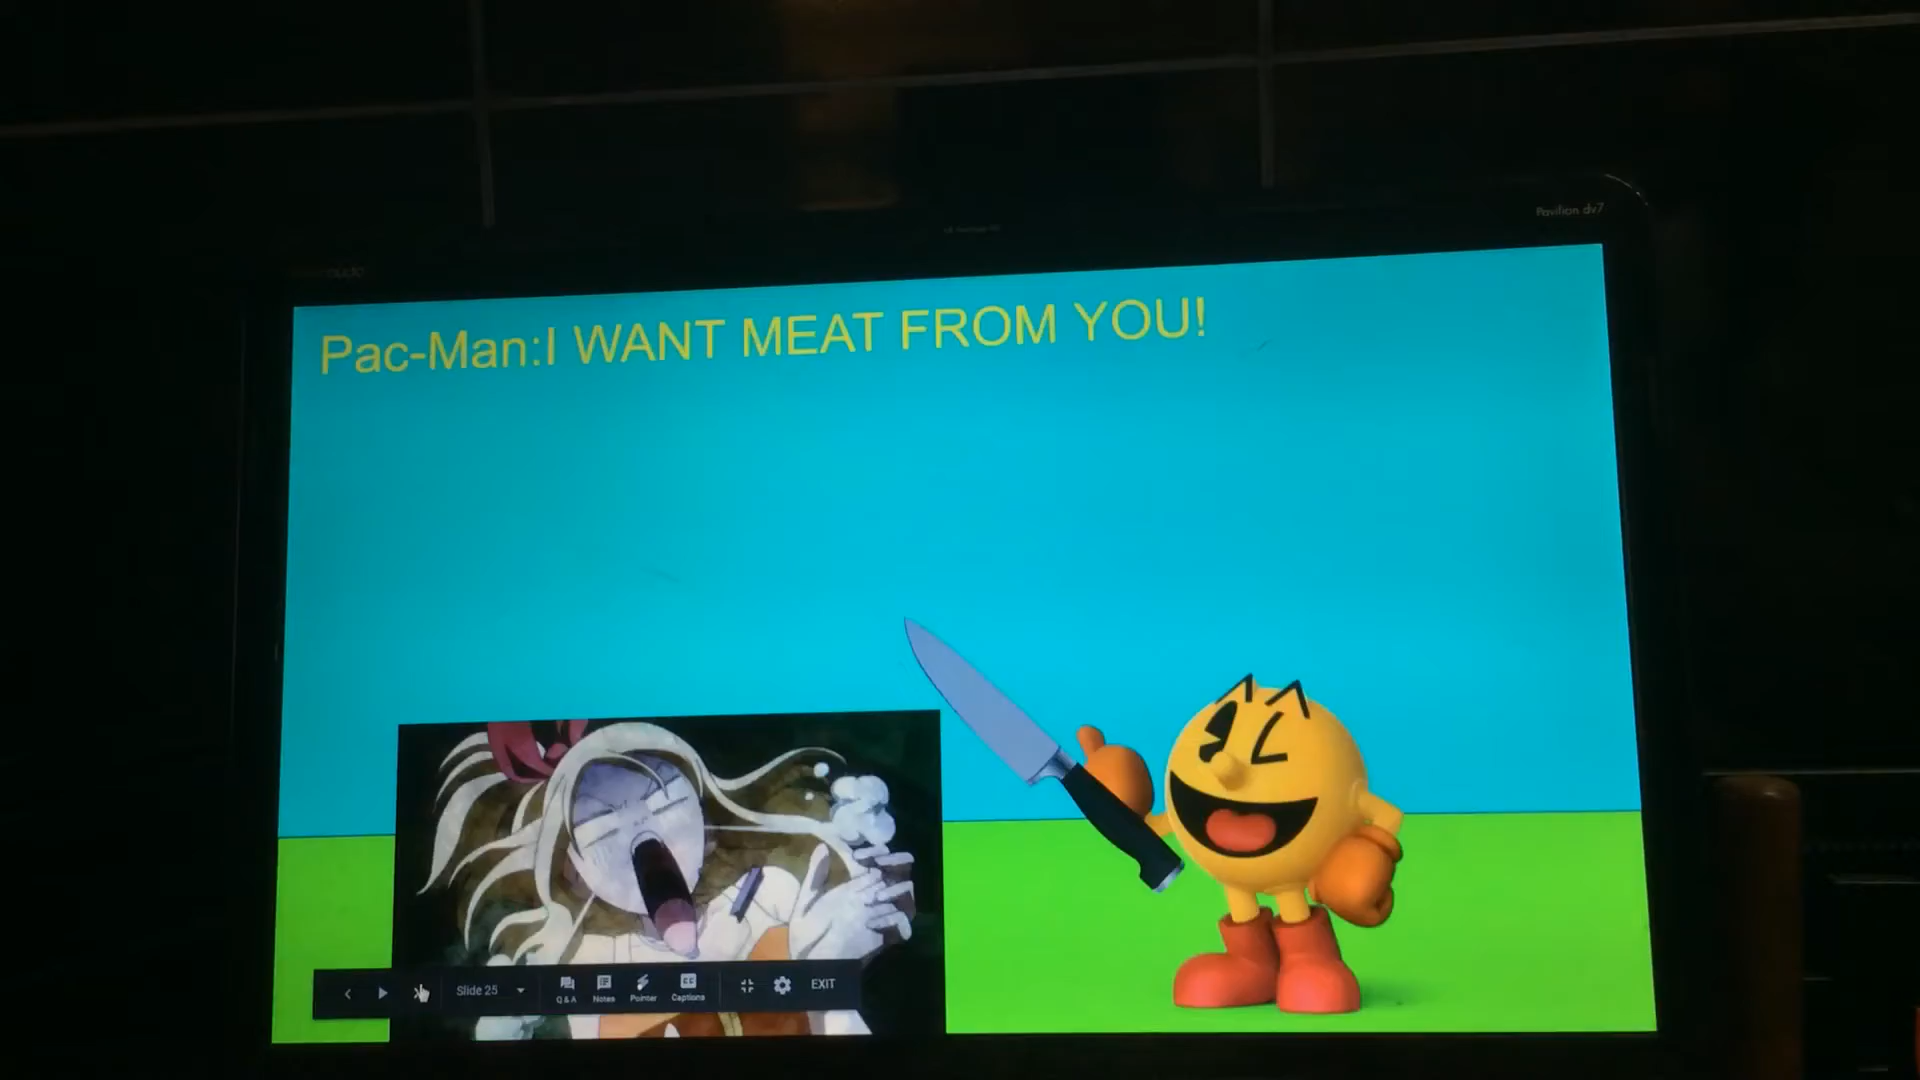 Pavilion dv7
Pac-Man:I WANT MEAT FROM YOU!
Slide 25
Q & A
Notes
Pointer
Captions
EXIT